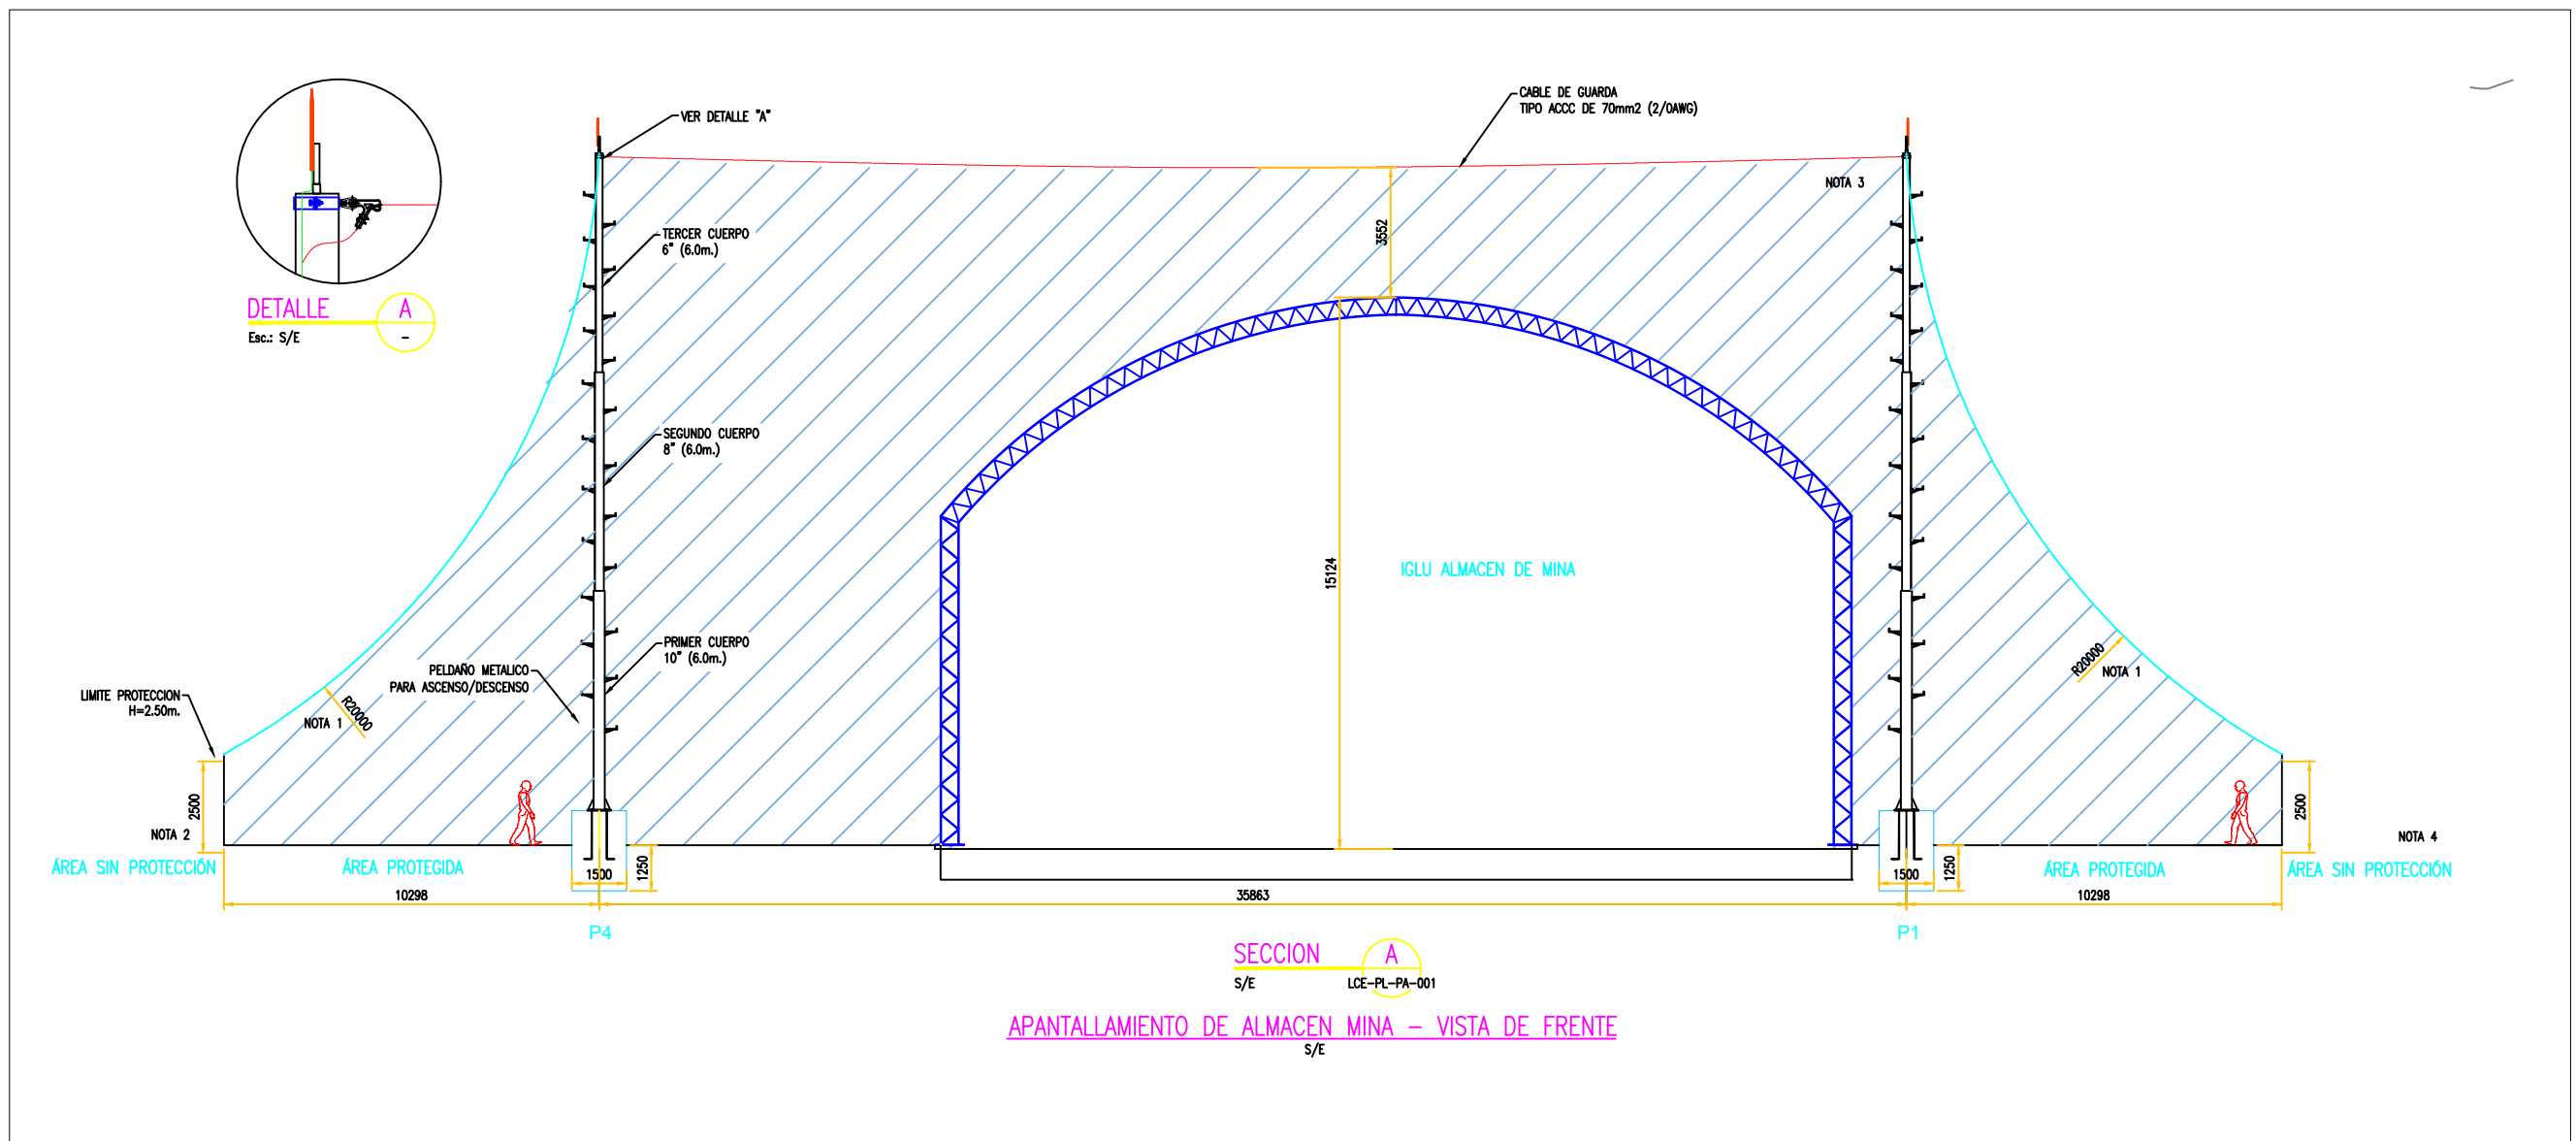 CABLE DE GUARDA
TIPO ACCC DE 70mm2 (2/0AWG)
VER DETALLE "A"
NOTA 3
TERCER CUERPO
6" (6.0m.)
3552
DETALLE
A
Esc.: S/E
-
SEGUNDO CUERPO
8" (6.0m.)
15124
IGLU ALMACEN DE MINA
PRIMER CUERPO
10" (6.0m.)
PELDAÑO METALICO
PARA ASCENSO/DESCENSO
LIMITE PROTECCION
H=2.50m.
R20000
NOTA 1
R20000
NOTA 1
2500
2500
NOTA 2
NOTA 4
ÁREA SIN PROTECCIÓN
ÁREA PROTEGIDA
1500
1250
1500
1250
ÁREA PROTEGIDA
ÁREA SIN PROTECCIÓN
10298
35863
10298
P4
P1
SECCION
A
S/E
LCE-PL-PA-001
APANTALLAMIENTO DE ALMACEN MINA - VISTA DE FRENTE
S/E